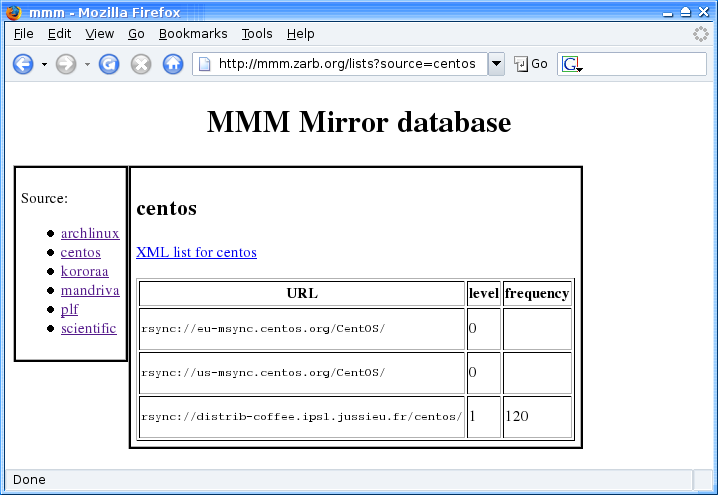 mmm - Mozilla Firefox
File Edit View Go Bookmarks Tools Help
http://mmm.zarb.org/lists?source=centos Go G
MMM Mirror database
Source:
archlinux
centos
kororaa
mandriva
plf
scientific
centos
XML list for centos
URL level frequency
rsync://eu-msync.centos.org/CentOS/ 0
rsync://us-msync.centos.org/CentOS/ 0
rsync://distrib-coffee.ipsl.jussieu.fr/centos/ 1 120
Done